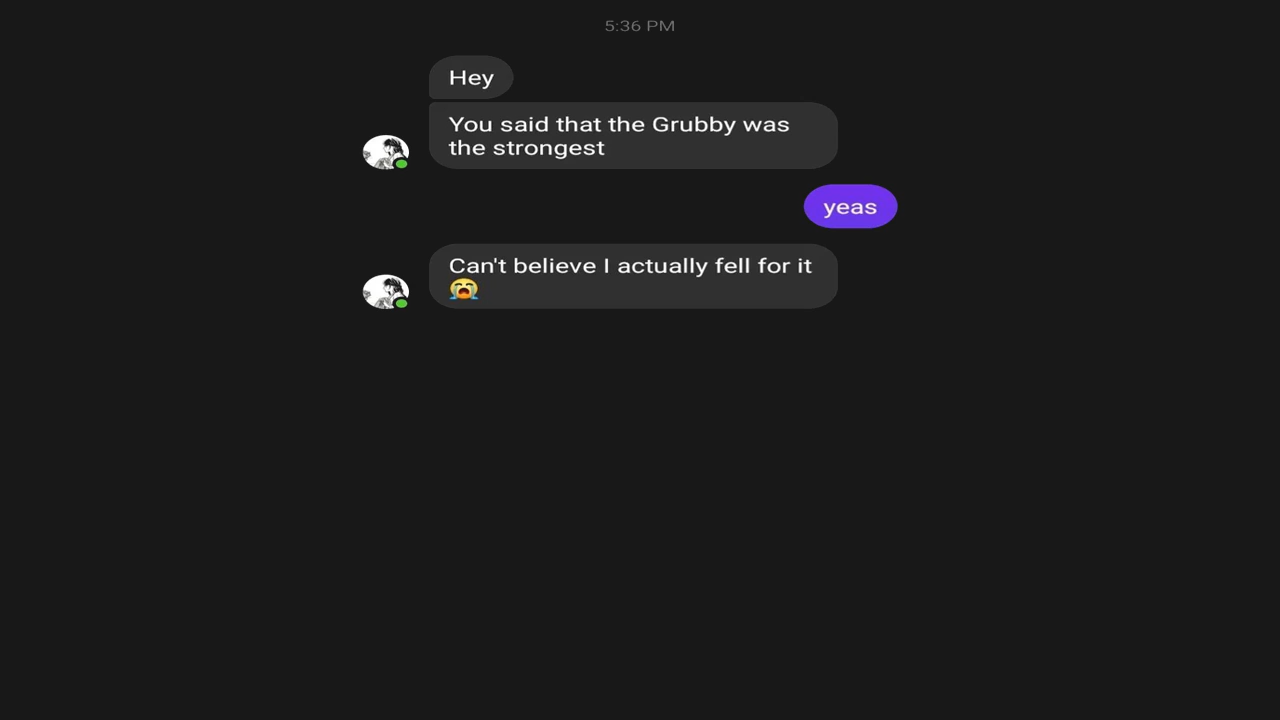 5:36 PM
Hey
You said that the Grubby was
the strongest
yeas
Can't believe I actually fell for it
😭